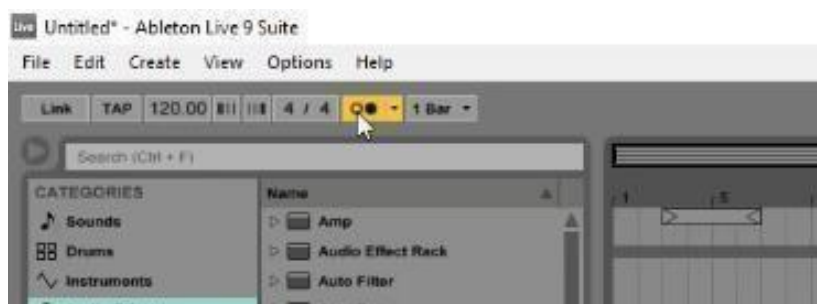 Live Untitled* - Ableton Live 9 Suite
File Edit Create View Options Help
Link TAP 120.00 4 / 4 1 Bar
Search (Ctrl + F)
CATEGORIES Name 1 5
Sounds Amp
Drums Audio Effect Rack
Instruments Auto Filter